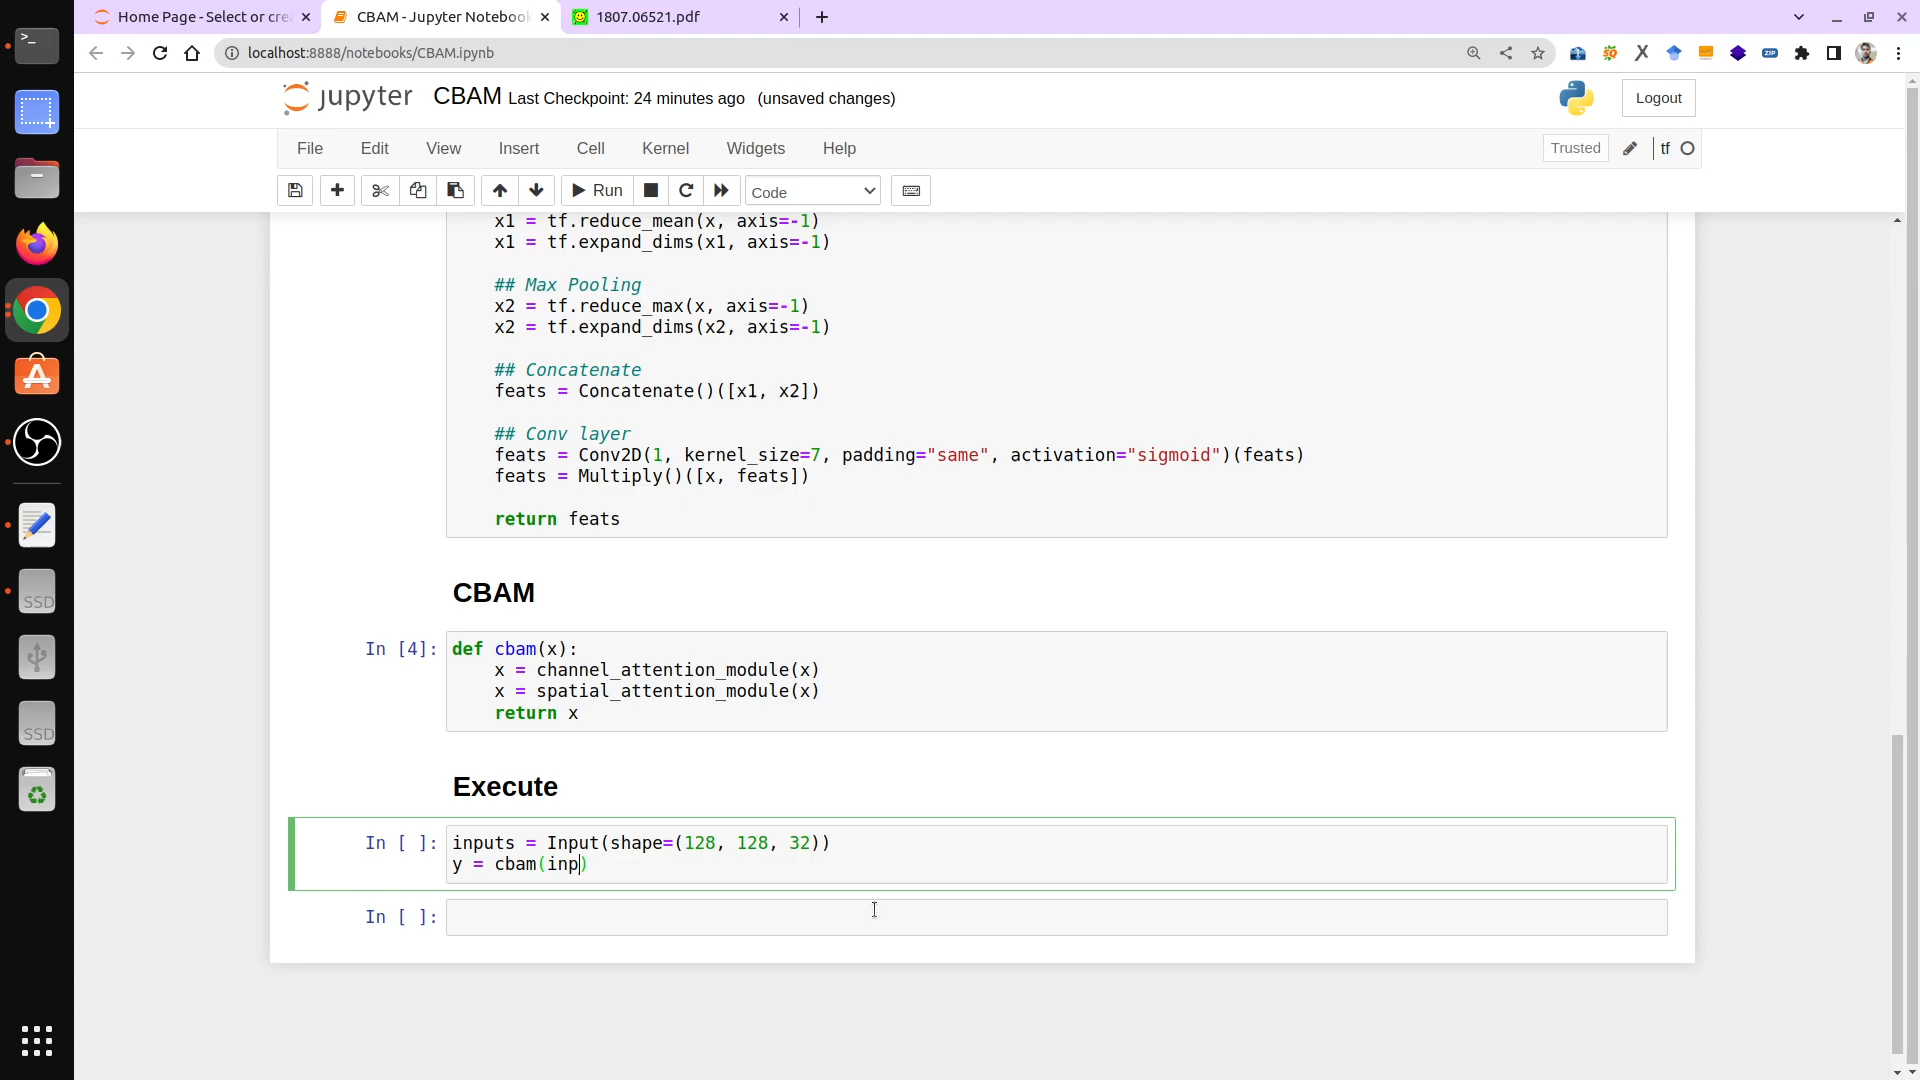 Home Page - Select or cre
CBAM - Jupyter Noteboo
1807.06521.pdf
localhost:8888/notebooks/CBAM.ipynb
jupyter CBAM Last Checkpoint: 24 minutes ago (unsaved changes)
Logout
File Edit View Insert Cell Kernel Widgets Help
Trusted tf
Run Code
x1 = tf.reduce_mean(x, axis=-1)
x1 = tf.expand_dims(x1, axis=-1)
## Max Pooling
x2 = tf.reduce_max(x, axis=-1)
x2 = tf.expand_dims(x2, axis=-1)
## Concatenate
feats = Concatenate()([x1, x2])
## Conv layer
feats = Conv2D(1, kernel_size=7, padding="same", activation="sigmoid")(feats)
feats = Multiply()([x, feats])
return feats
CBAM
In [4]: def cbam(x):
x = channel_attention_module(x)
x = spatial_attention_module(x)
return x
Execute
In [ ]: inputs = Input(shape=(128, 128, 32))
y = cbam(inp)
In [ ]:
SSD
SSD
ZIP